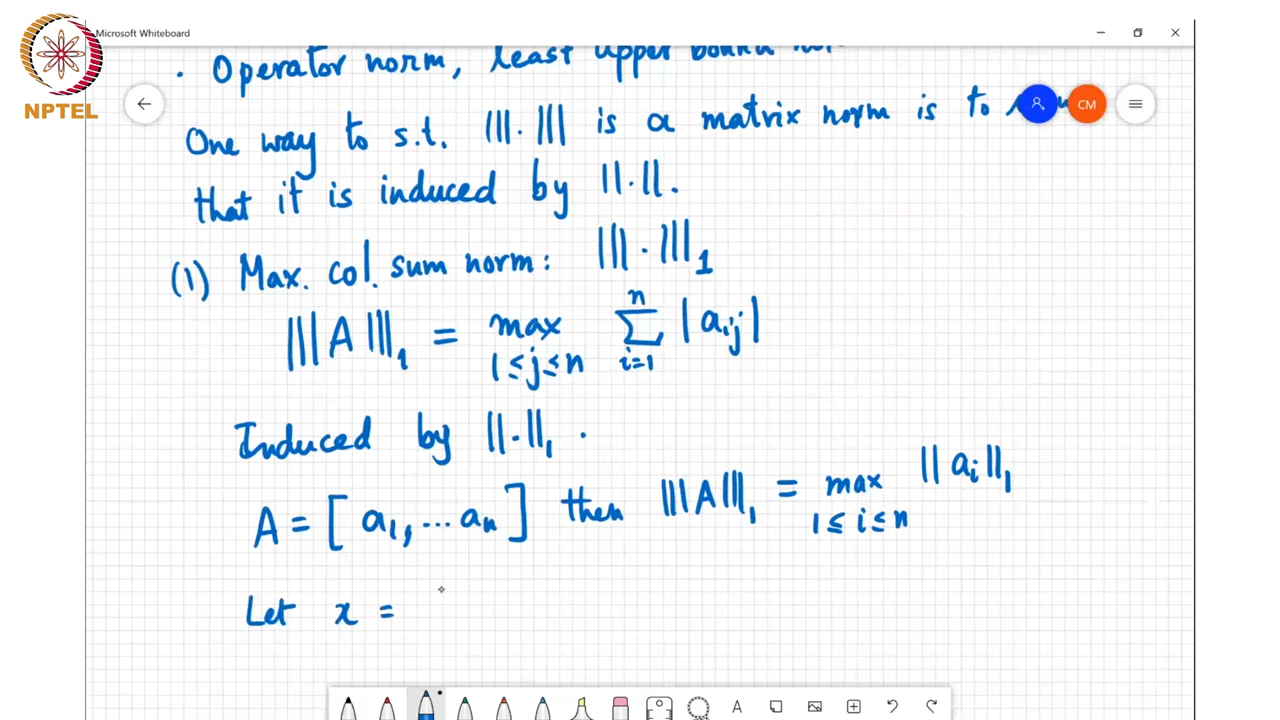 Microsoft Whiteboard
NPTEL
CM
· Operator norm, least upper bound
One way to s.t. |||·||| is a matrix norm is to
that it is induced by ||·||.
(1) Max. col. sum norm: |||·|||₁
|||A|||₁ = max 1≤j≤n ∑ i=1 n |aij|
Induced by ||·||₁.
A = [a₁, ... aₙ] then |||A|||₁ = max 1≤i≤n ||aᵢ||₁
Let x =